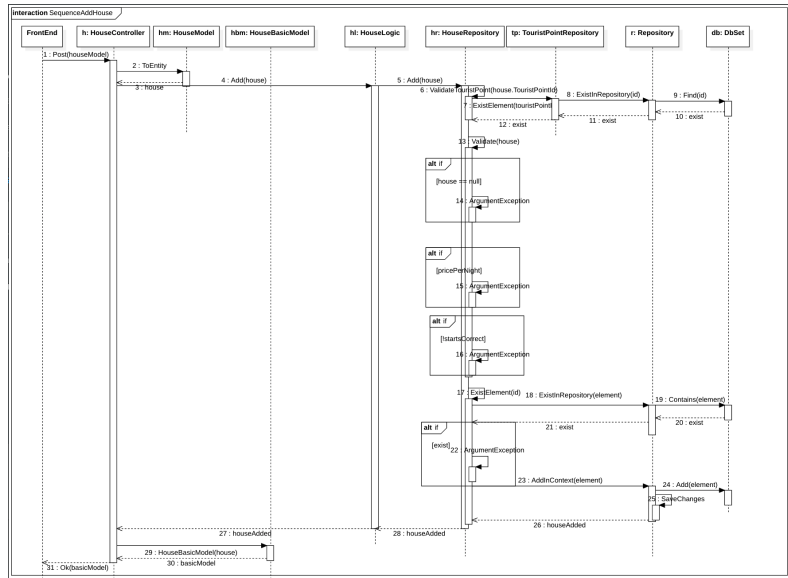 interaction SequenceAddHouse
FrontEnd
h: HouseController
hm: HouseModel
hbm: HouseBasicModel
hl: HouseLogic
hr: HouseRepository
tp: TouristPointRepository
r: Repository
db: DbSet
1 : Post(houseModel)
2 : ToEntity
3 : house
4 : Add(house)
5 : Add(house)
6 : ValidateTouristPoint(house.TouristPointId)
7 : ExistElement(touristPoint
8 : ExistInRepository(id)
9 : Find(id)
10 : exist
11 : exist
12 : exist
13 : Validate(house)
alt if
[house == null]
14 : ArgumentException
alt if
[pricePerNight]
15 : ArgumentException
alt if
[!startsCorrect]
16 : ArgumentException
17 : ExistElement(id)
18 : ExistInRepository(element)
19 : Contains(element)
20 : exist
21 : exist
alt if
[exist]
22 : ArgumentException
23 : AddInContext(element)
24 : Add(element)
25 : SaveChanges
26 : houseAdded
27 : houseAdded
28 : houseAdded
29 : HouseBasicModel(house)
30 : basicModel
31 : Ok(basicModel)